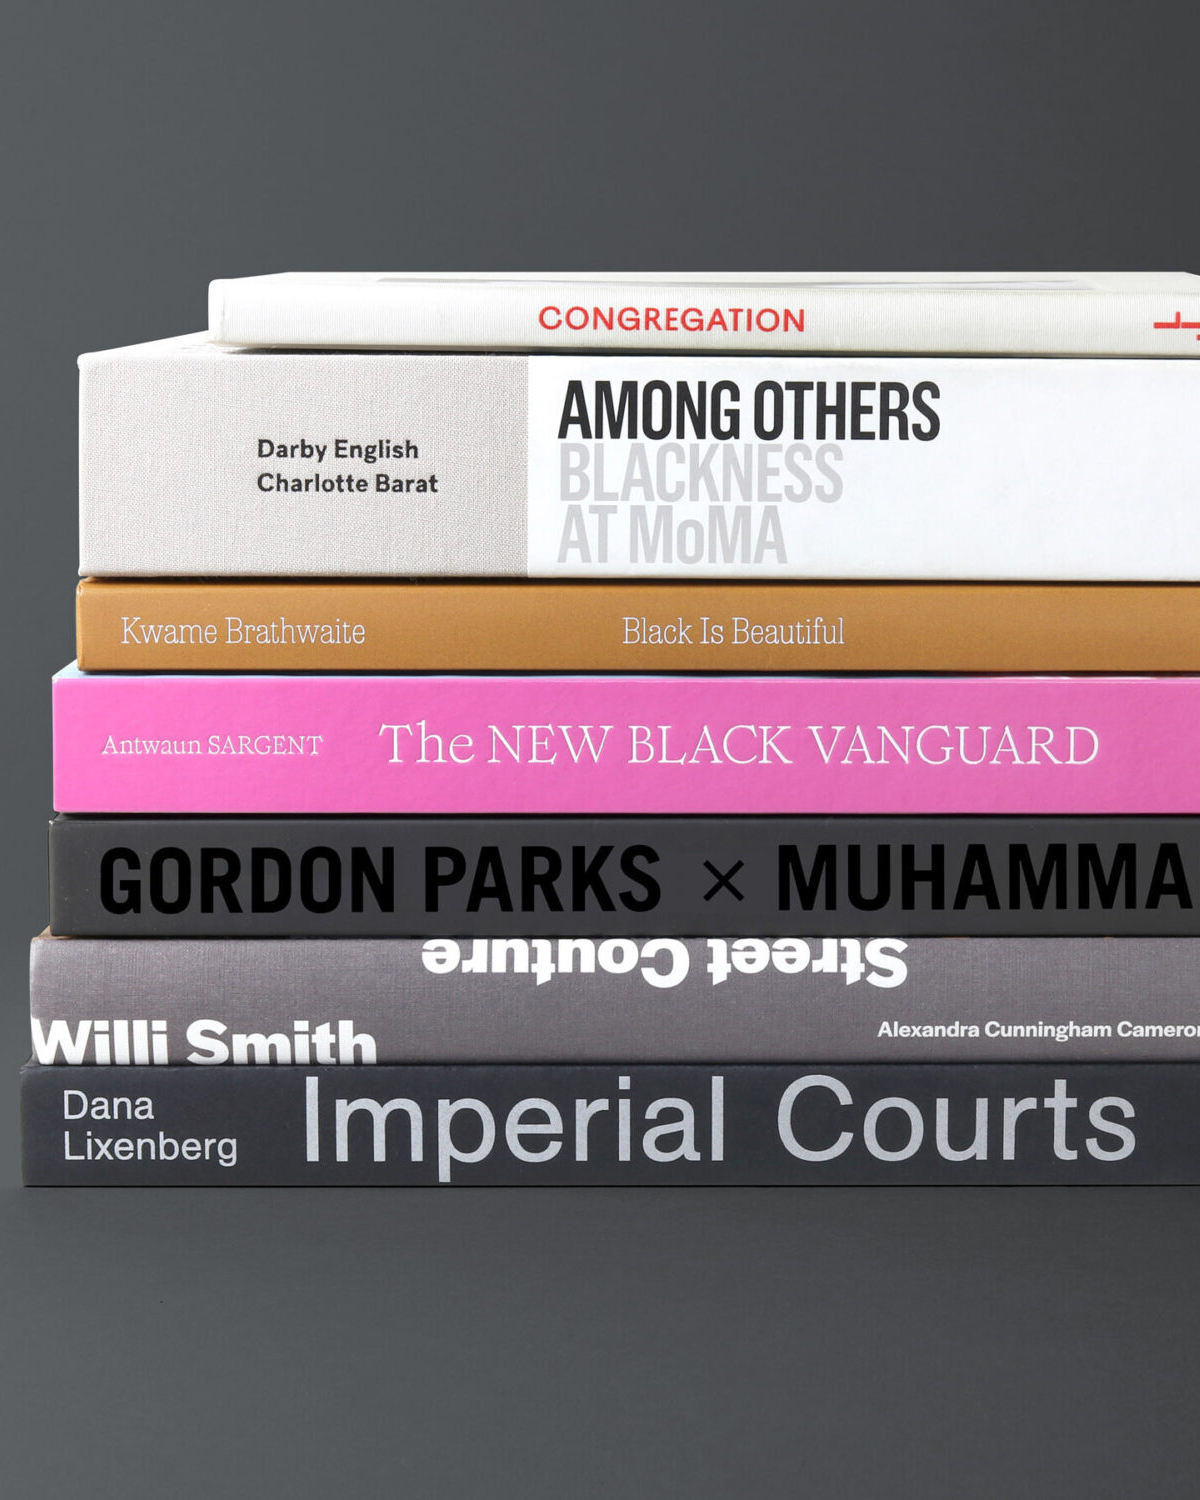 CONGREGATION
Darby English
Charlotte Barat
AMONG OTHERS
BLACKNESS
AT MoMA
Kwame Brathwaite
Black Is Beautiful
Antwaun SARGENT
The NEW BLACK VANGUARD
GORDON PARKS × MUHAMMA
Street Couture
Willi Smith
Alexandra Cunningham Cameron
Dana
Lixenberg
Imperial Courts